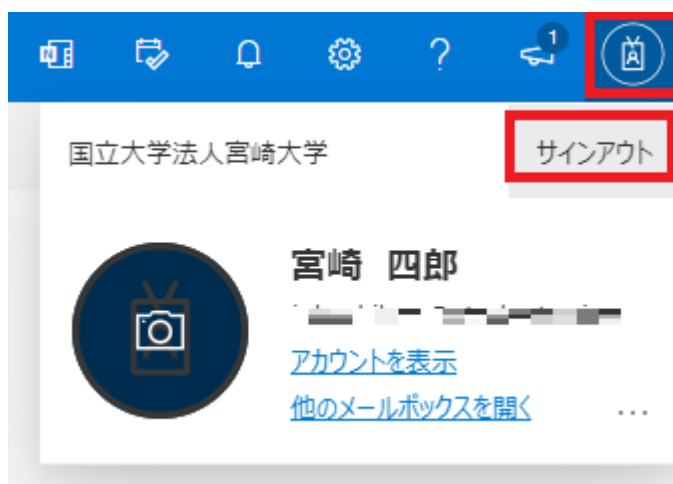 N
?
1
A
国立大学法人宮崎大学
サインアウト
宮崎 四郎
アカウントを表示
他のメールボックスを開く
...